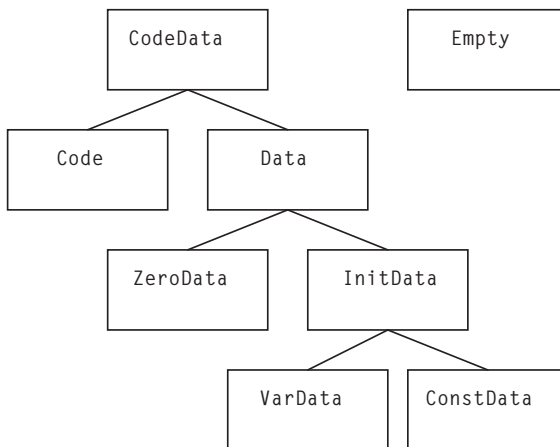 CodeData
Empty
Code
Data
ZeroData
InitData
VarData
ConstData